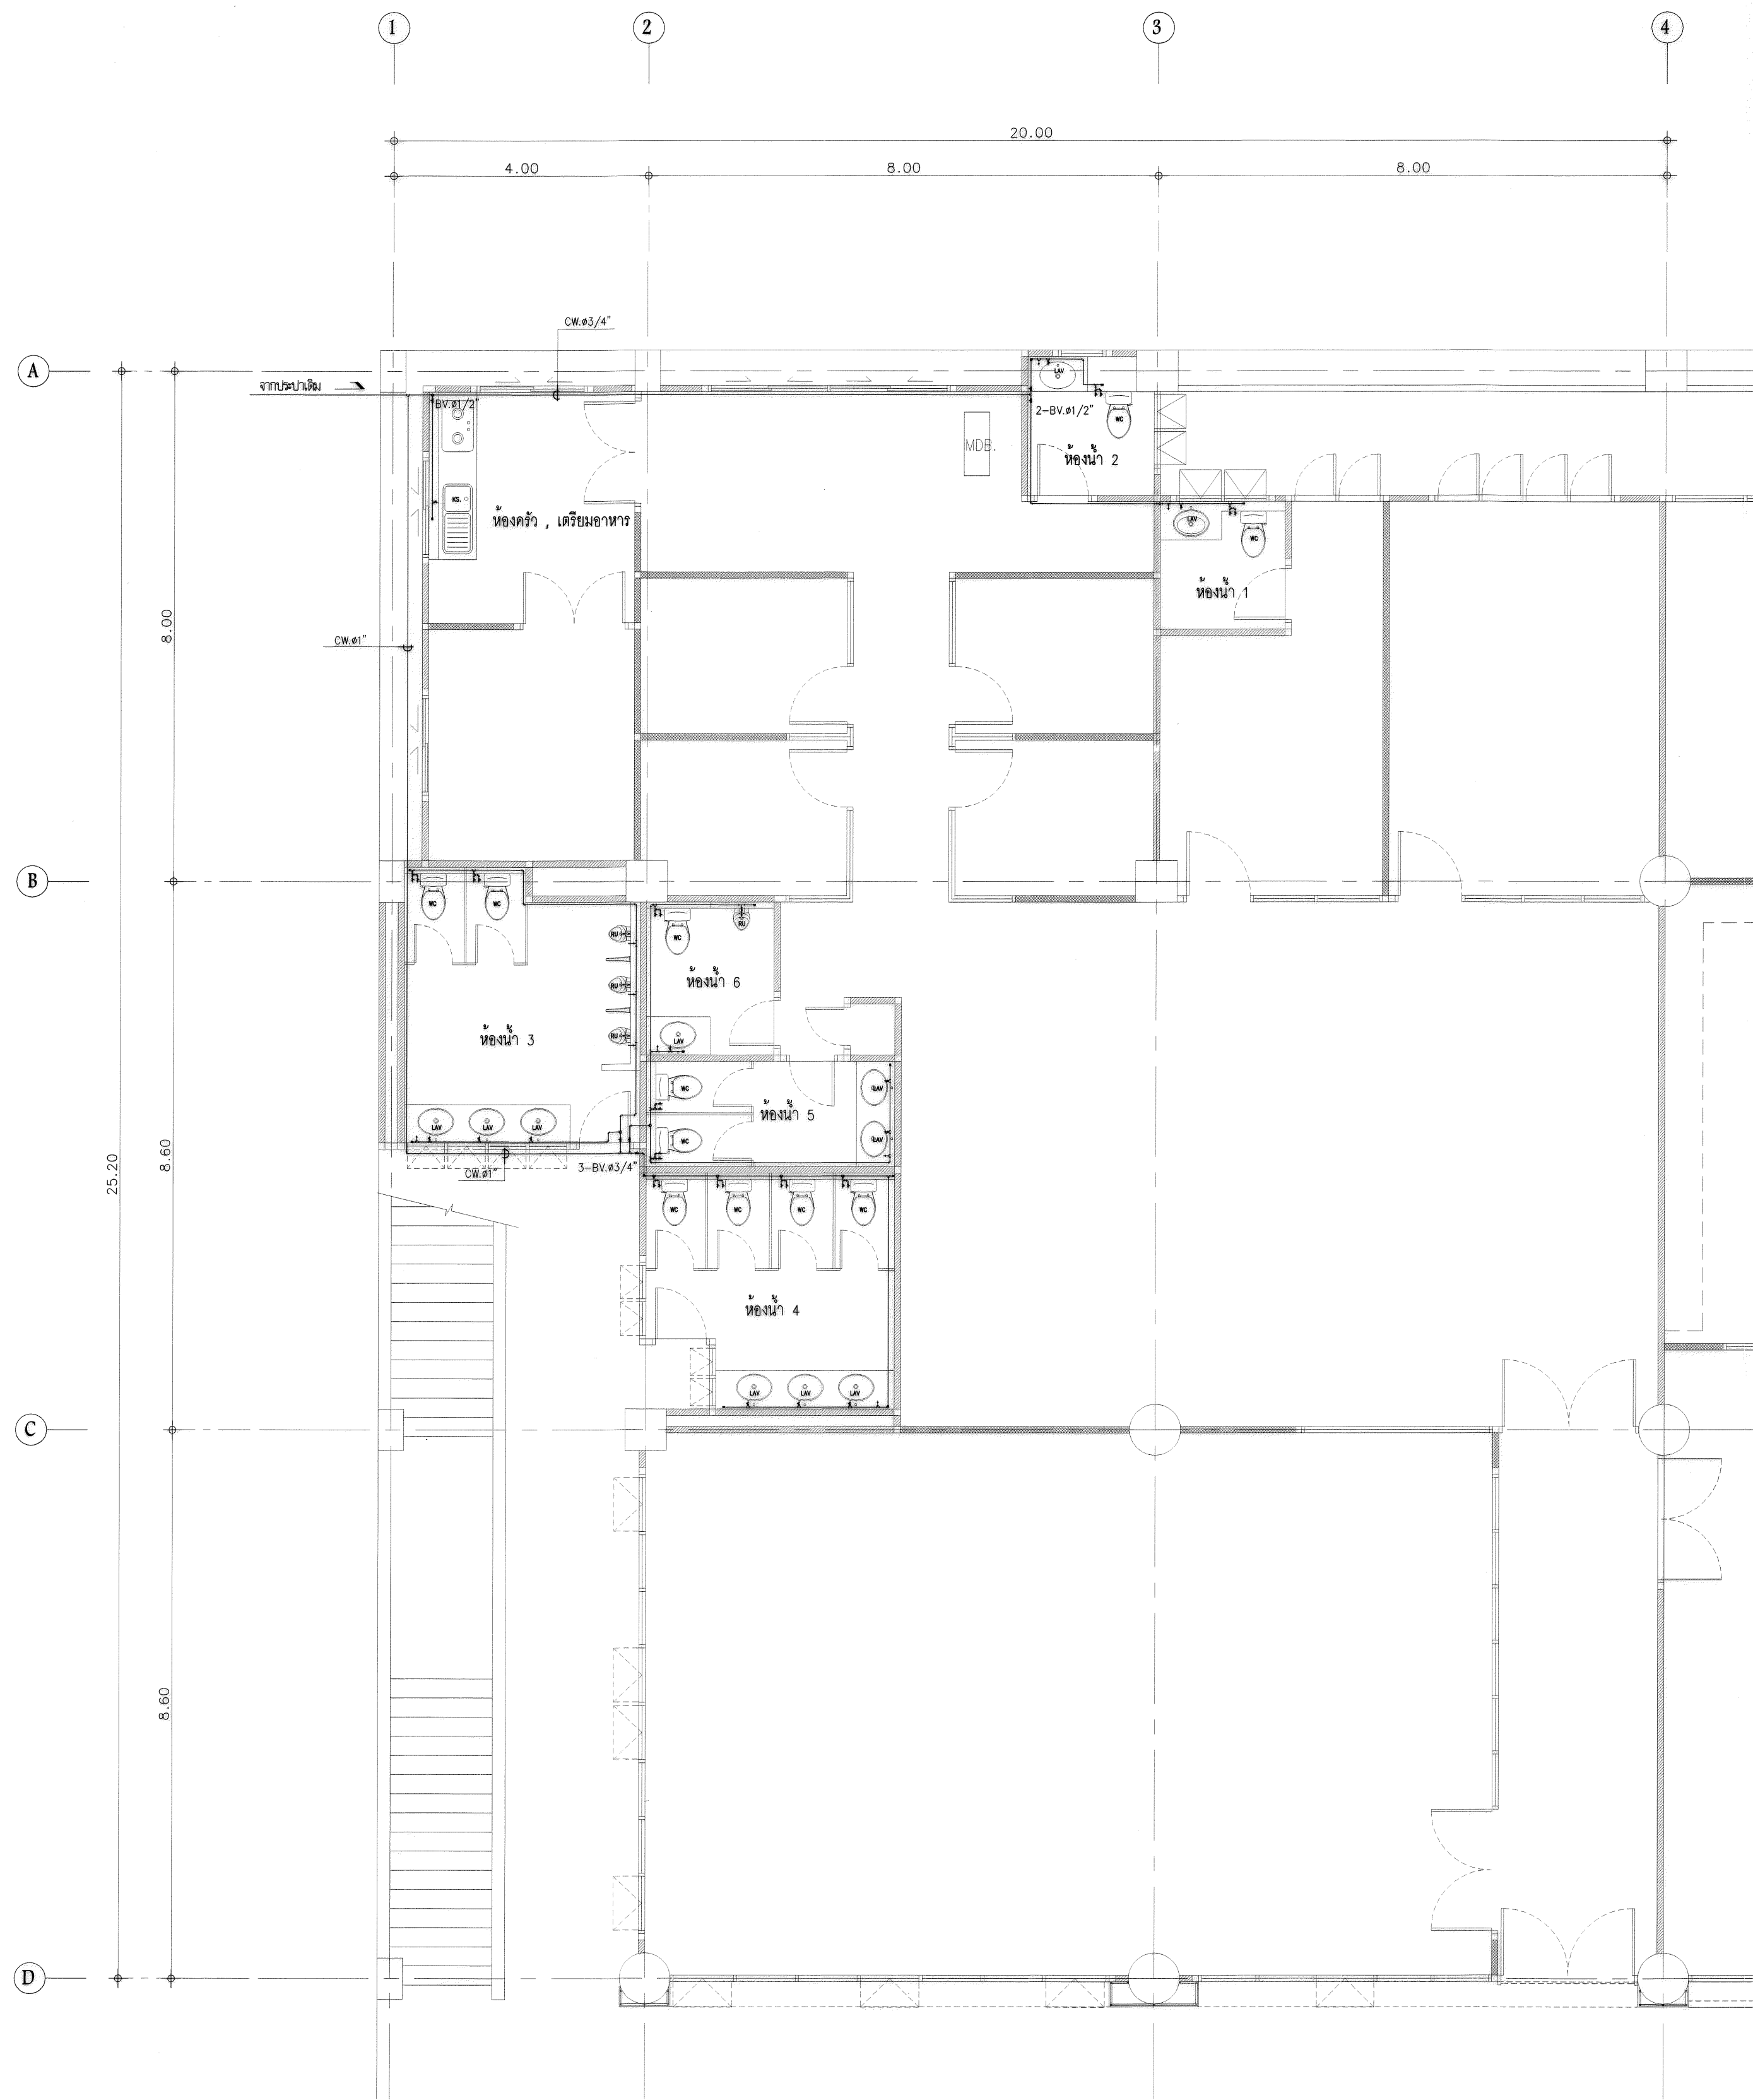 1 2 3 4
20.00
4.00 8.00 8.00
CW.ø3/4"
A
จากประปาเดิม
BV.ø1/2"
LAV
2-BV.ø1/2"
WC
MDB.
ห้องน้ำ 2
KS.
ห้องครัว , เตรียมอาหาร
LAV
WC
ห้องน้ำ 1
8.00
CW.ø1"
B
WC WC
RU
RU
RU
ห้องน้ำ 3
LAV LAV LAV
WC
RU
ห้องน้ำ 6
LAV
WC
LAV
ห้องน้ำ 5
WC
LAV
8.60
25.20
CW.ø1"
3-BV.ø3/4"
WC WC WC WC
ห้องน้ำ 4
LAV LAV LAV
C
8.60
D